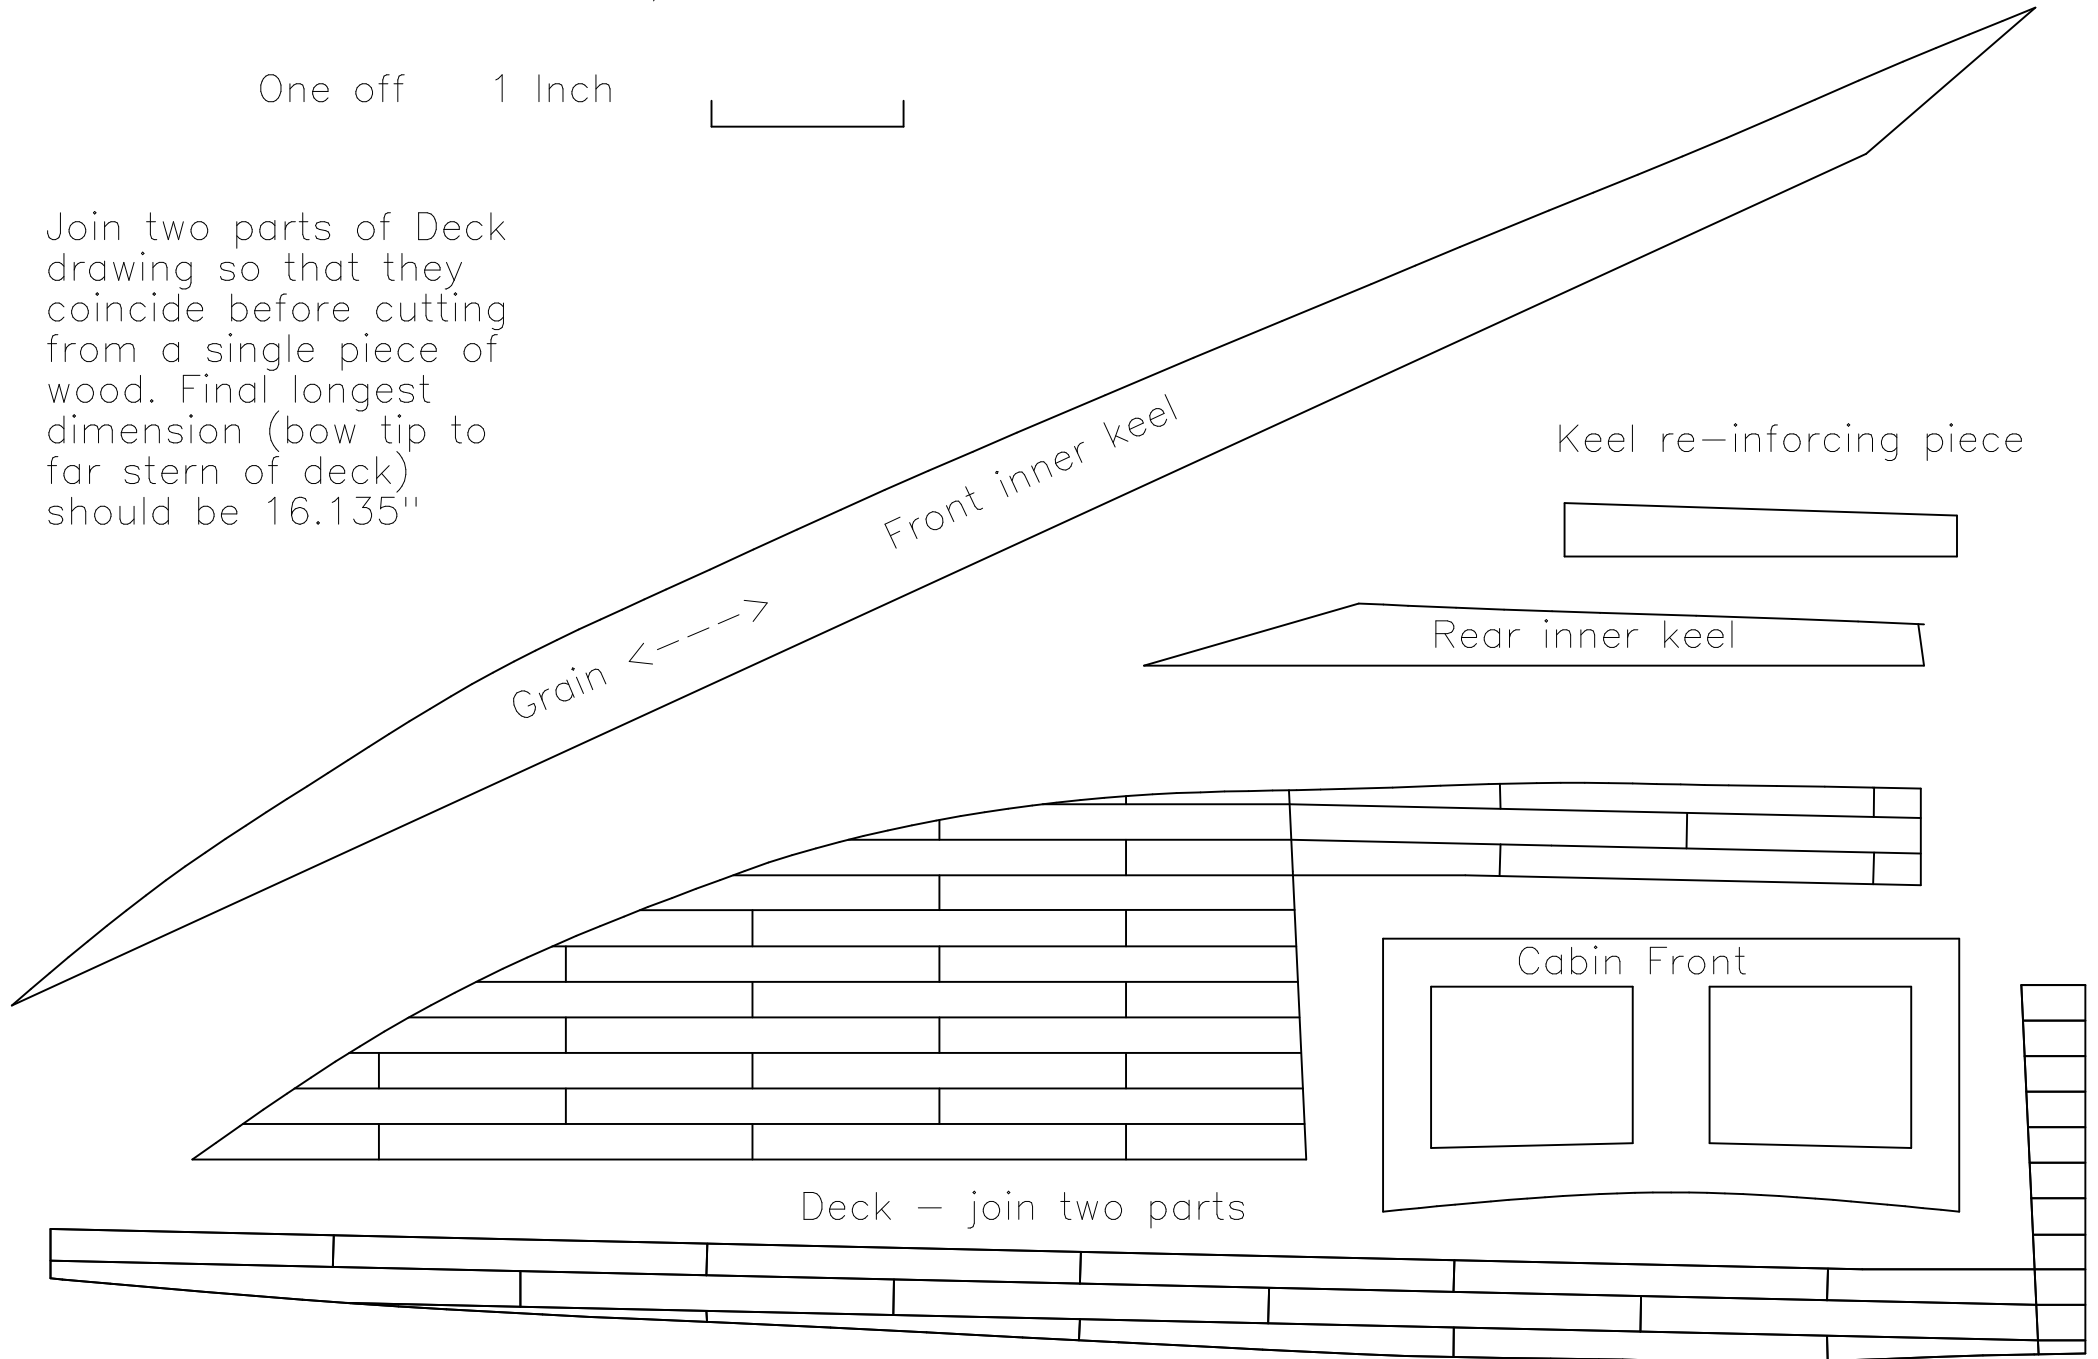 One off    1 Inch
Join two parts of Deck
drawing so that they
coincide before cutting
from a single piece of
wood. Final longest
dimension (bow tip to
far stern of deck)
should be 16.135"
Front inner keel
Grain <---->
Keel re-inforcing piece
Rear inner keel
Cabin Front
Deck - join two parts